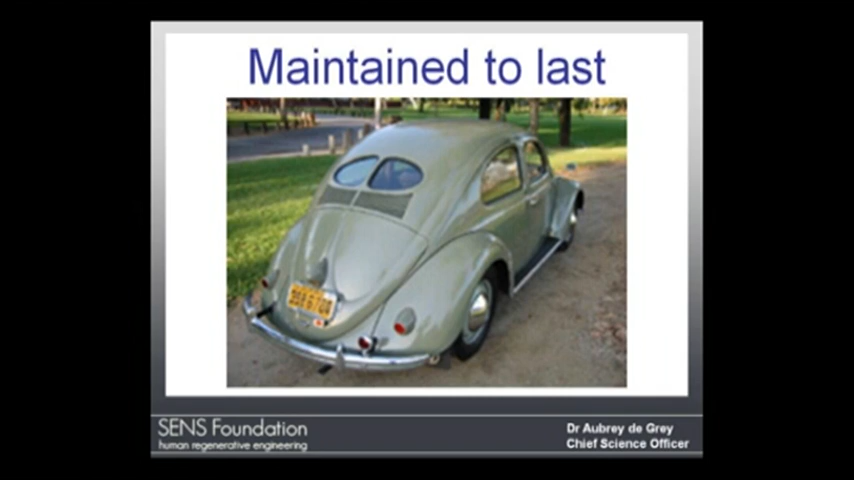 Maintained to last
SENS Foundation
human regenerative engineering
Dr Aubrey de Grey
Chief Science Officer